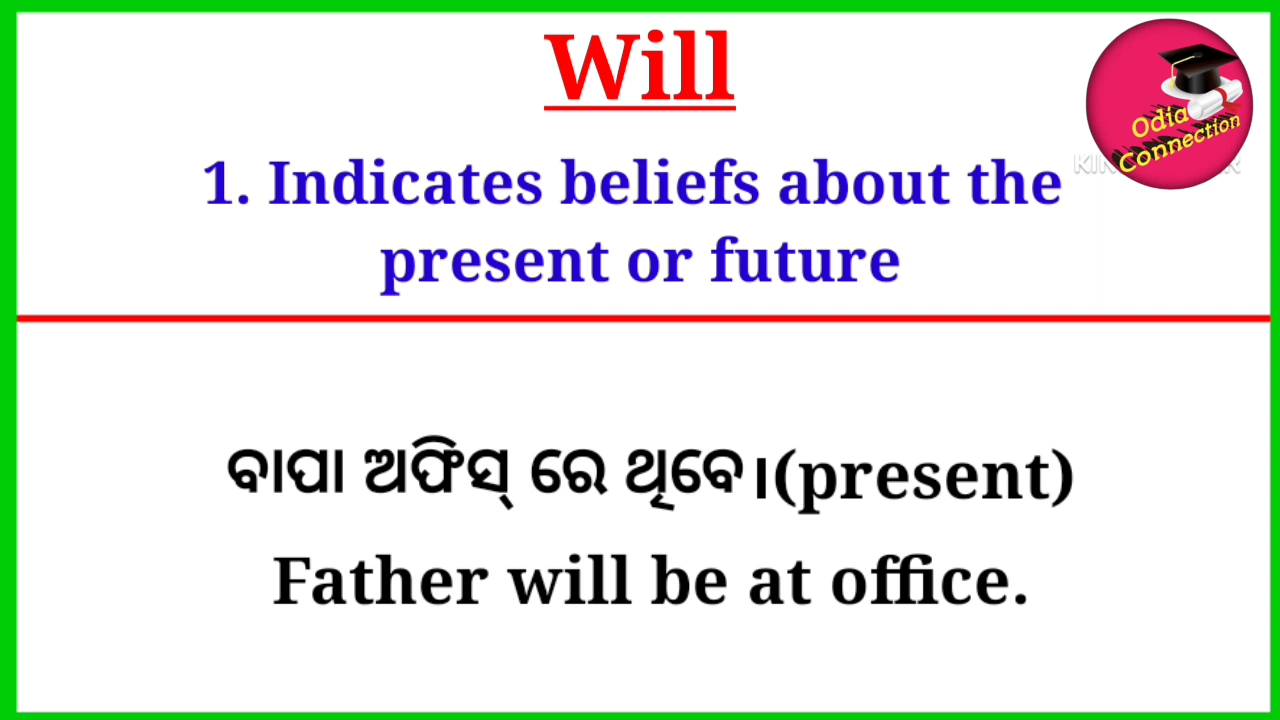 Will
Odia
Connection
1. Indicates beliefs about the
present or future
ବାପା ଅଫିସ୍ ରେ ଥିବେ।(present)
Father will be at office.